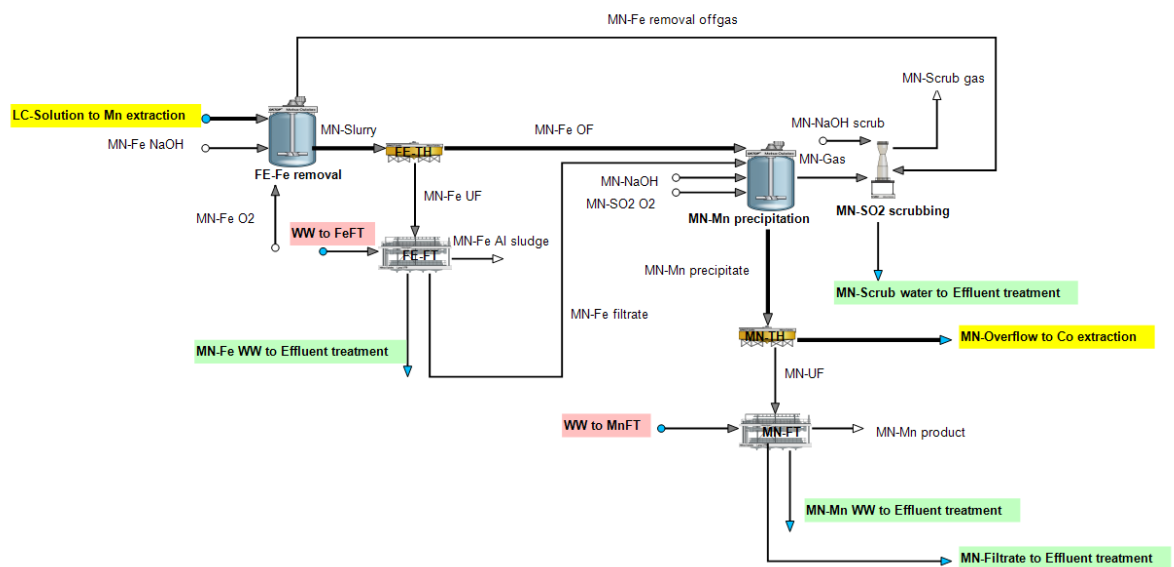 MN-Fe removal offgas
MN-Scrub gas
LC-Solution to Mn extraction
MN-Slurry
MN-Fe OF
MN-NaOH scrub
MN-Fe NaOH
FE-TH
MN-Gas
FE-Fe removal
MN-NaOH
MN-Fe UF
MN-SO2 O2
MN-Mn precipitation
MN-SO2 scrubbing
MN-Fe O2
WW to FeFT
MN-Fe Al sludge
FE-FT
MN-Mn precipitate
MN-Scrub water to Effluent treatment
MN-Fe filtrate
MN-TH
MN-Overflow to Co extraction
MN-Fe WW to Effluent treatment
MN-UF
WW to MnFT
MN-FT
MN-Mn product
MN-Mn WW to Effluent treatment
MN-Filtrate to Effluent treatment